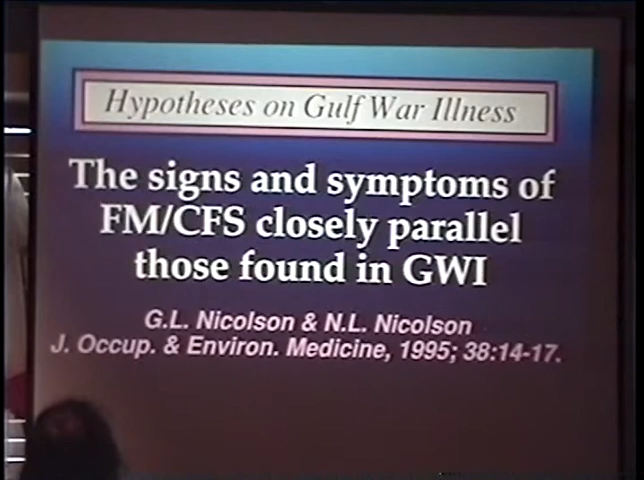 Hypotheses on Gulf War Illness
The signs and symptoms of
FM/CFS closely parallel
those found in GWI
G.L. Nicolson & N.L. Nicolson
J. Occup. & Environ. Medicine, 1995; 38:14-17.